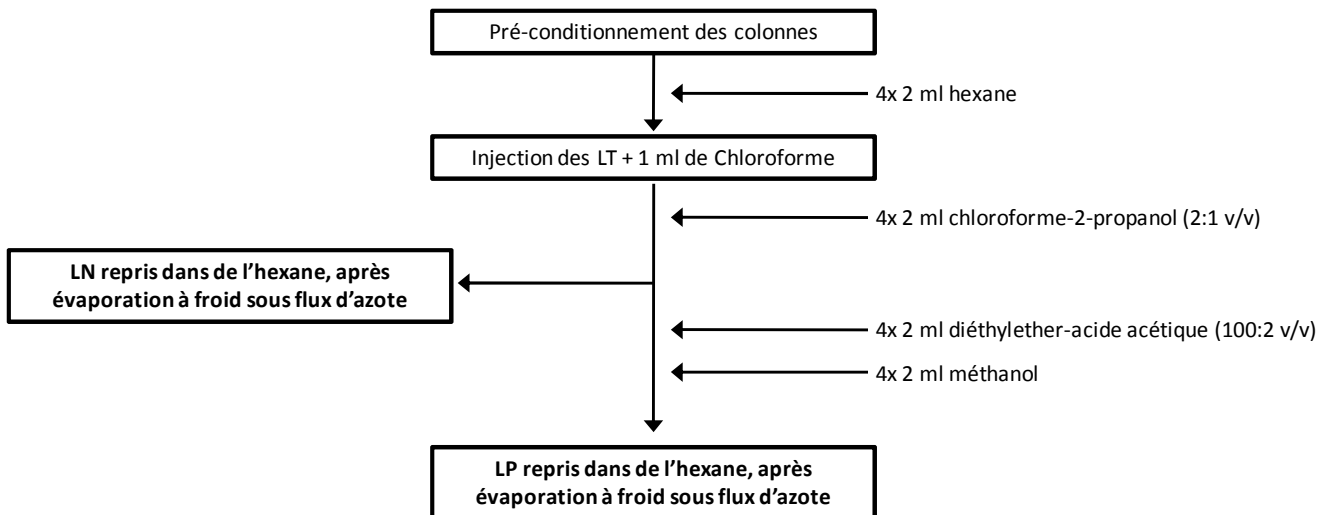 Pré-conditionnement des colonnes
4x 2 ml hexane
Injection des LT + 1 ml de Chloroforme
4x 2 ml chloroforme-2-propanol (2:1 v/v)
LN repris dans de l’hexane, après
évaporation à froid sous flux d’azote
4x 2 ml diéthylether-acide acétique (100:2 v/v)
4x 2 ml méthanol
LP repris dans de l’hexane, après
évaporation à froid sous flux d’azote